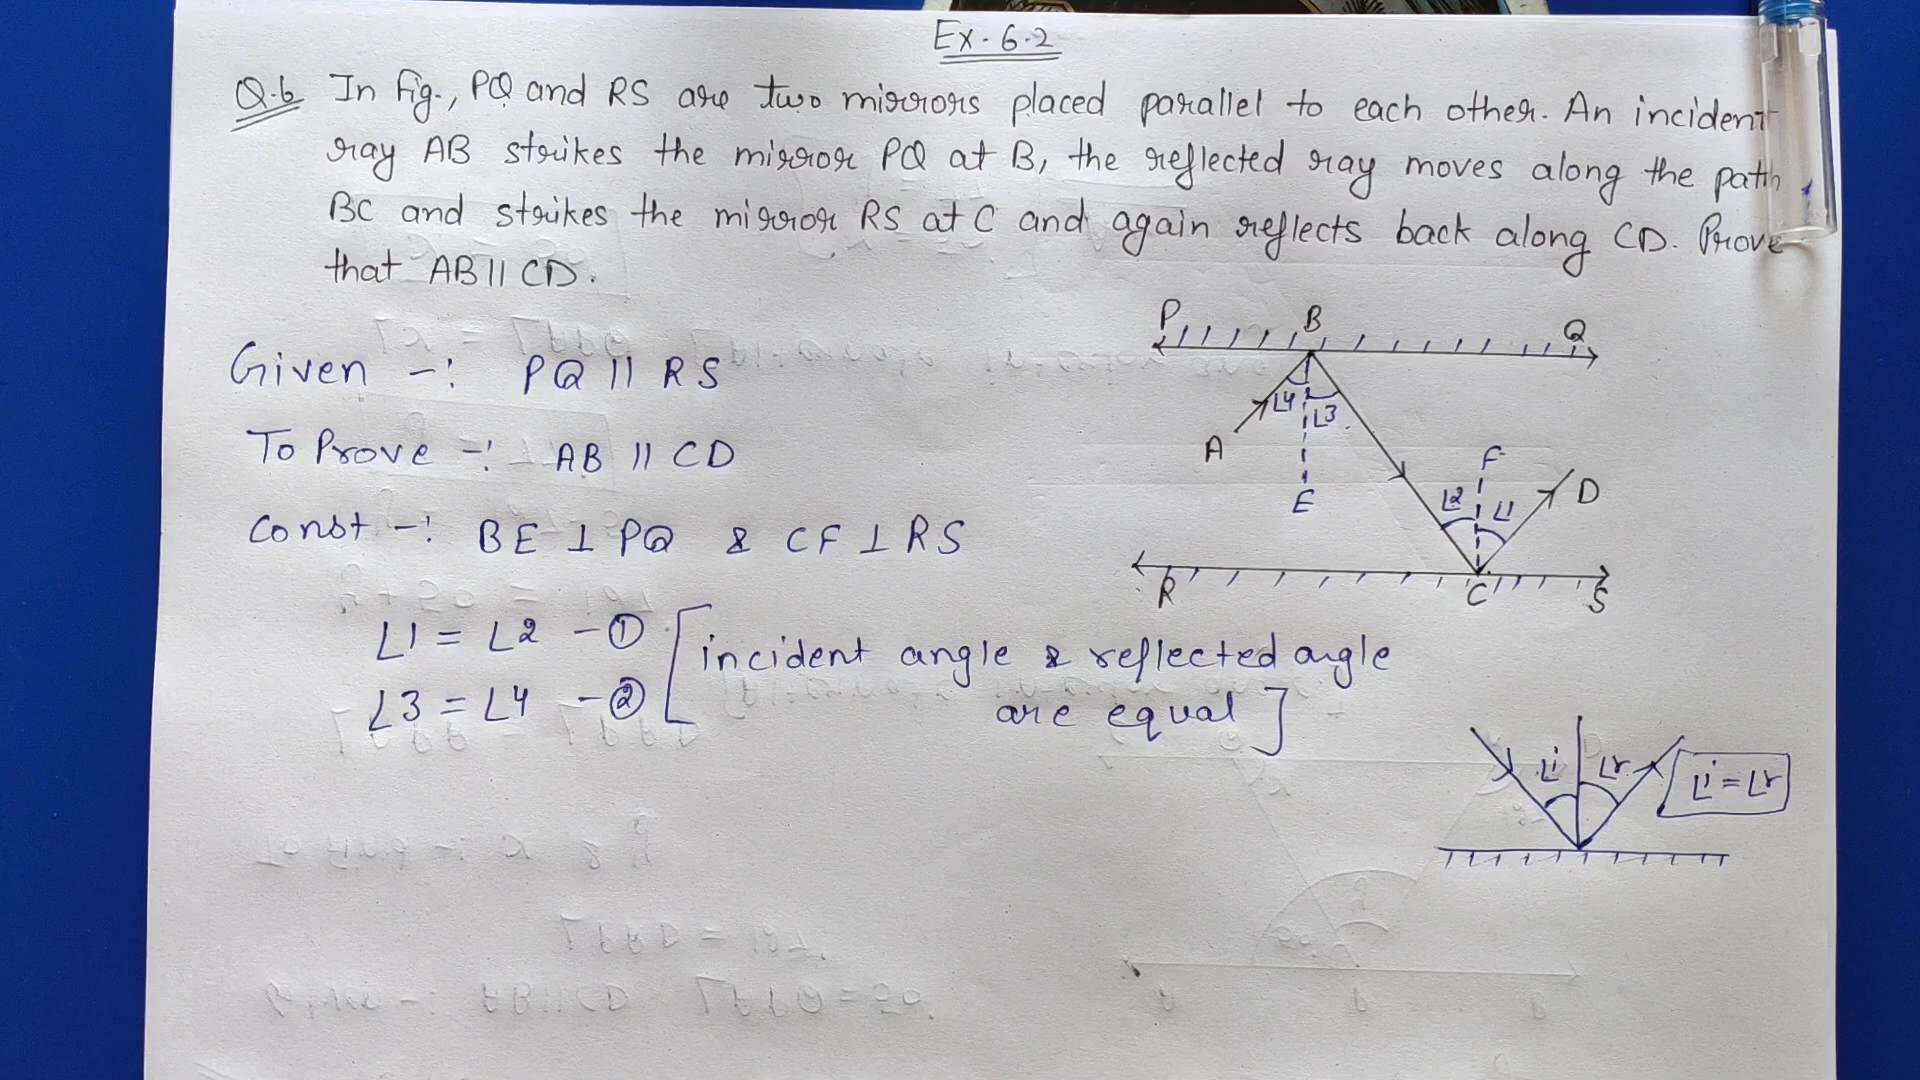 Ex. 6.2
Q.6 In fig., PQ and RS are two mirrors placed parallel to each other. An incident
ray AB strikes the mirror PQ at B, the reflected ray moves along the path
BC and strikes the mirror RS at C and again reflects back along CD. Prove
that AB || CD.
P B Q
Given -: PQ || RS
∠4 ∠3
A
To Prove -: AB || CD
F
E ∠2 ∠1 D
Const -: BE ⊥ PQ & CF ⊥ RS
R C S
∠1 = ∠2 - ① [incident angle & reflected angle
∠3 = ∠4 - ② are equal]
∠i ∠r ∠i = ∠r